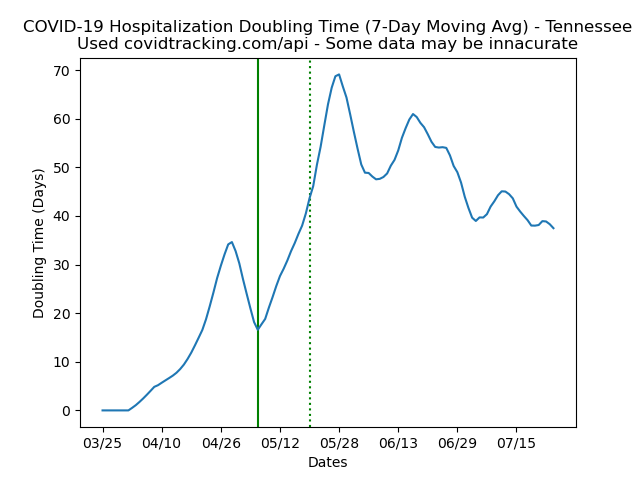 COVID-19 Hospitalization Doubling Time (7-Day Moving Avg) - Tennessee
Used covidtracking.com/api - Some data may be innacurate
Doubling Time (Days)
70
60
50
40
30
20
10
0
03/25 04/10 04/26 05/12 05/28 06/13 06/29 07/15
Dates